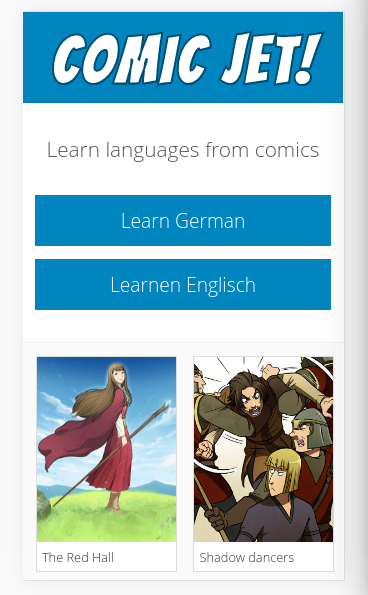 COMIC JET!
Learn languages from comics
Learn German
Learnen Englisch
The Red Hall
Shadow dancers